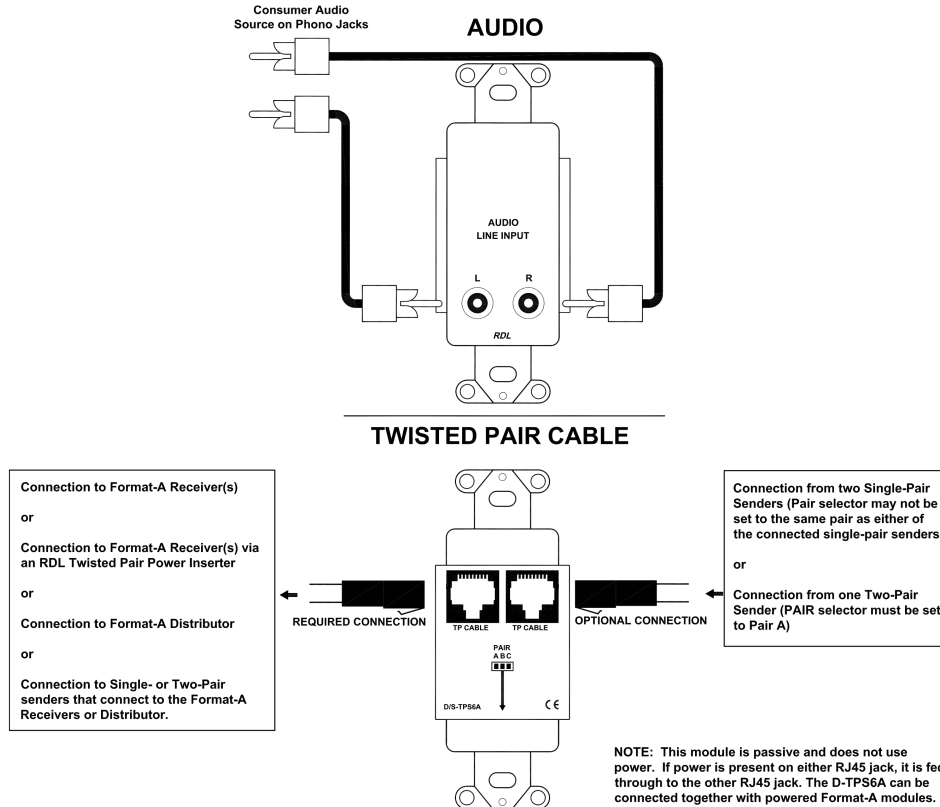 Consumer Audio
Source on Phono Jacks
AUDIO
AUDIO
LINE INPUT
L R
RDL
TWISTED PAIR CABLE
Connection to Format-A Receiver(s)
or
Connection to Format-A Receiver(s) via
an RDL Twisted Pair Power Inserter
or
Connection to Format-A Distributor
or
Connection to Single- or Two-Pair
senders that connect to the Format-A
Receivers or Distributor.
REQUIRED CONNECTION
TP CABLE TP CABLE
OPTIONAL CONNECTION
PAIR
A B C
D/S-TPS6A CE
Connection from two Single-Pair
Senders (Pair selector may not be
set to the same pair as either of
the connected single-pair senders
or
Connection from one Two-Pair
Sender (PAIR selector must be set
to Pair A)
NOTE: This module is passive and does not use
power. If power is present on either RJ45 jack, it is fed
through to the other RJ45 jack. The D-TPS6A can be
connected together with powered Format-A modules.